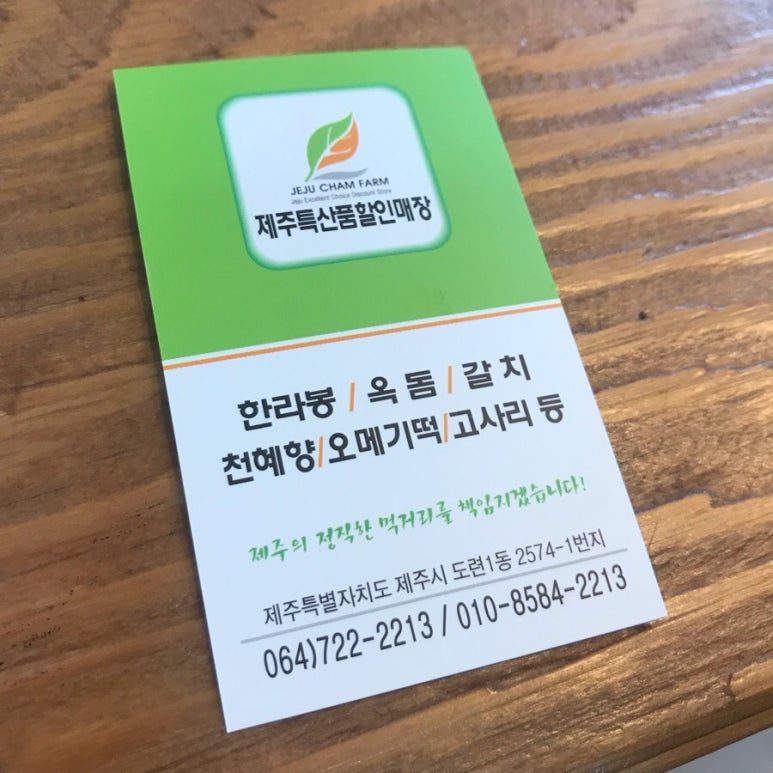 JEJU CHAM FARM
Jeju Excellent Choice Discount Store
제주특산품할인매장
한라봉 / 옥돔 / 갈치
천혜향/오메기떡/고사리 등
제주의 정직한 먹거리를 책임지겠습니다!
제주특별자치도 제주시 도련1동 2574-1번지
064)722-2213 / 010-8584-2213